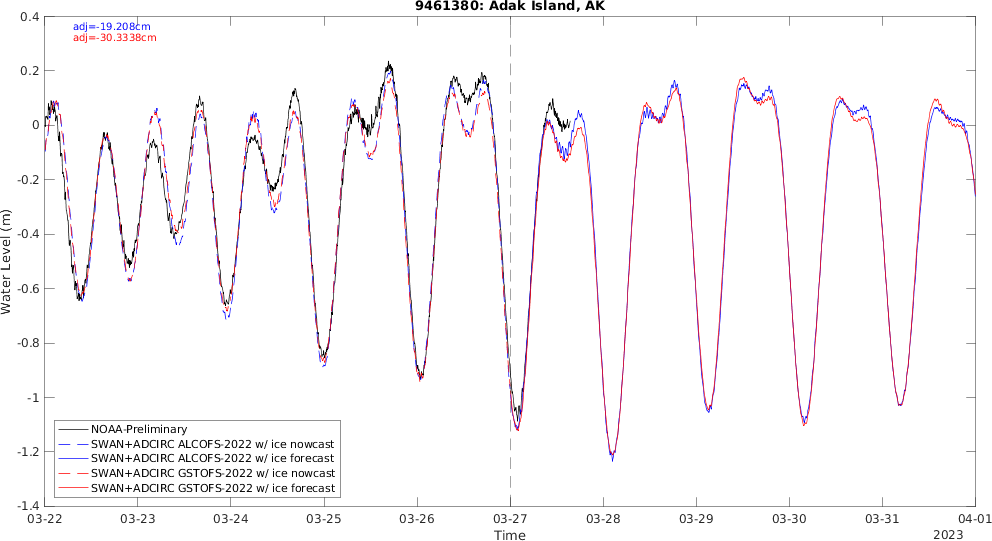 9461380: Adak Island, AK
adj=-19.208cm
adj=-30.3338cm
0.4
0.2
0
-0.2
-0.4
-0.6
-0.8
-1
-1.2
-1.4
Water Level (m)
NOAA-Preliminary
SWAN+ADCIRC ALCOFS-2022 w/ ice nowcast
SWAN+ADCIRC ALCOFS-2022 w/ ice forecast
SWAN+ADCIRC GSTOFS-2022 w/ ice nowcast
SWAN+ADCIRC GSTOFS-2022 w/ ice forecast
03-22 03-23 03-24 03-25 03-26 03-27 03-28 03-29 03-30 03-31 04-01
Time
2023